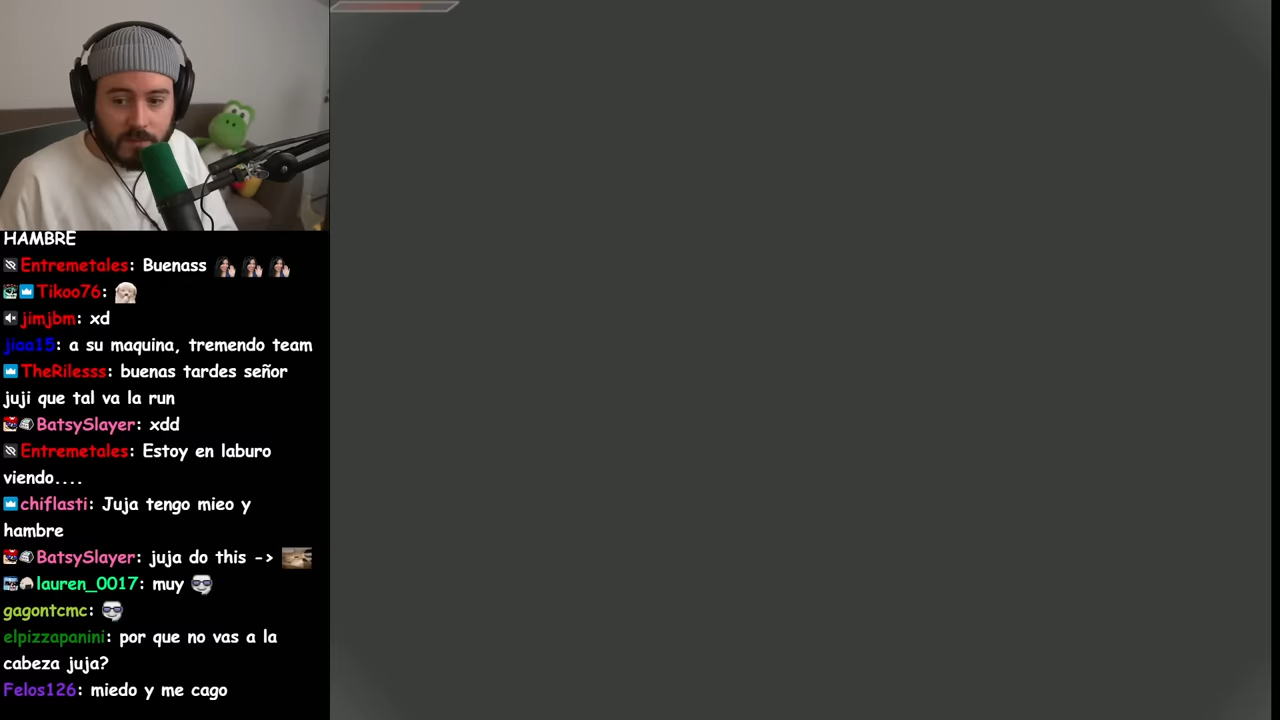 HAMBRE
Entremetales: Buenass
Tikoo76:
jimjbm: xd
jiaa15: a su maquina, tremendo team
TheRilesss: buenas tardes señor
juji que tal va la run
BatsySlayer: xdd
Entremetales: Estoy en laburo
viendo....
chiflasti: Juja tengo mieo y
hambre
BatsySlayer: juja do this ->
lauren_0017: muy
gagontcmc:
elpizzapanini: por que no vas a la
cabeza juja?
Felos126: miedo y me cago